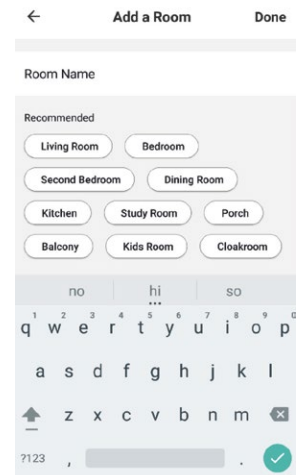 Add a Room Done
Room Name
Recommended
Living Room Bedroom
Second Bedroom Dining Room
Kitchen Study Room Porch
Balcony Kids Room Cloakroom
no hi so
1 2 3 4 5 6 7 8 9 0
q w e r t y u i o p
a s d f g h j k l
z x c v b n m
?123 , .